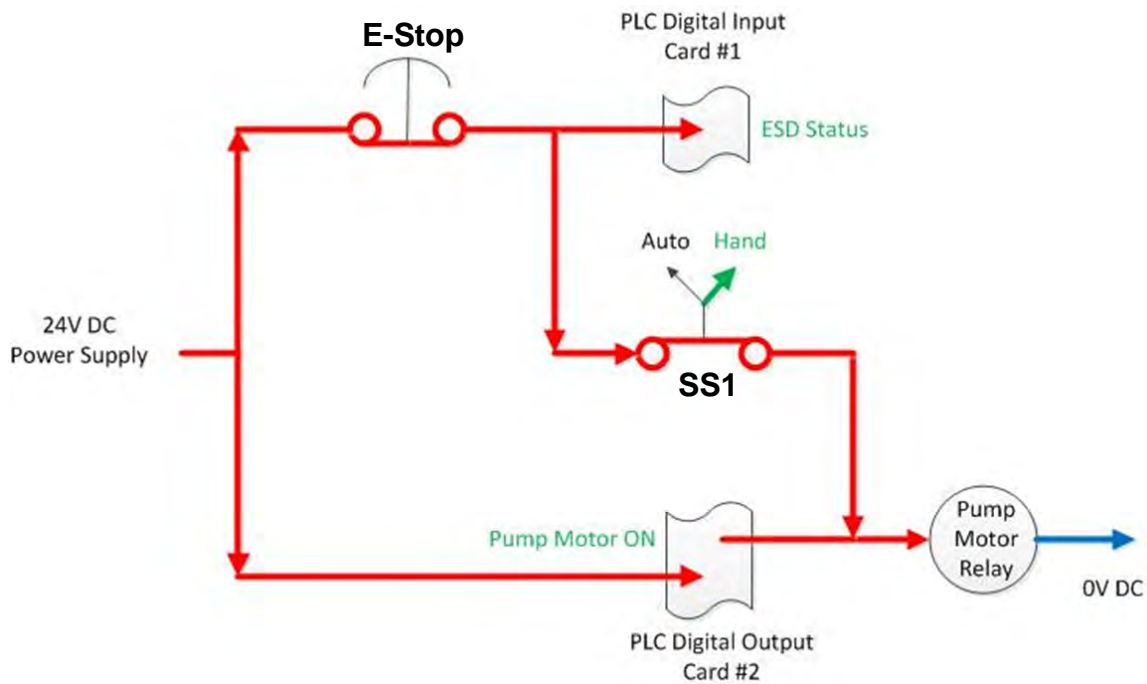 E-Stop
PLC Digital Input
Card #1
ESD Status
Auto
Hand
24V DC
Power Supply
SS1
Pump Motor ON
Pump
Motor
Relay
0V DC
PLC Digital Output
Card #2